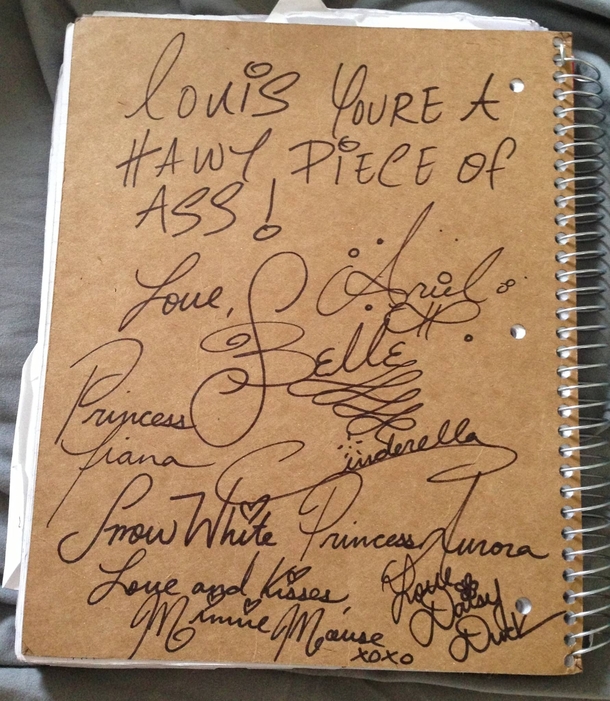 Louis YOURE A
HAWT PIECE OF
ASS!
Love, Ariel
Belle
Princess
Tiana
Cinderella
Snow White Princess Aurora
Love and Kisses
Minnie Mouse
xoxo
Love
Daisy
Duck